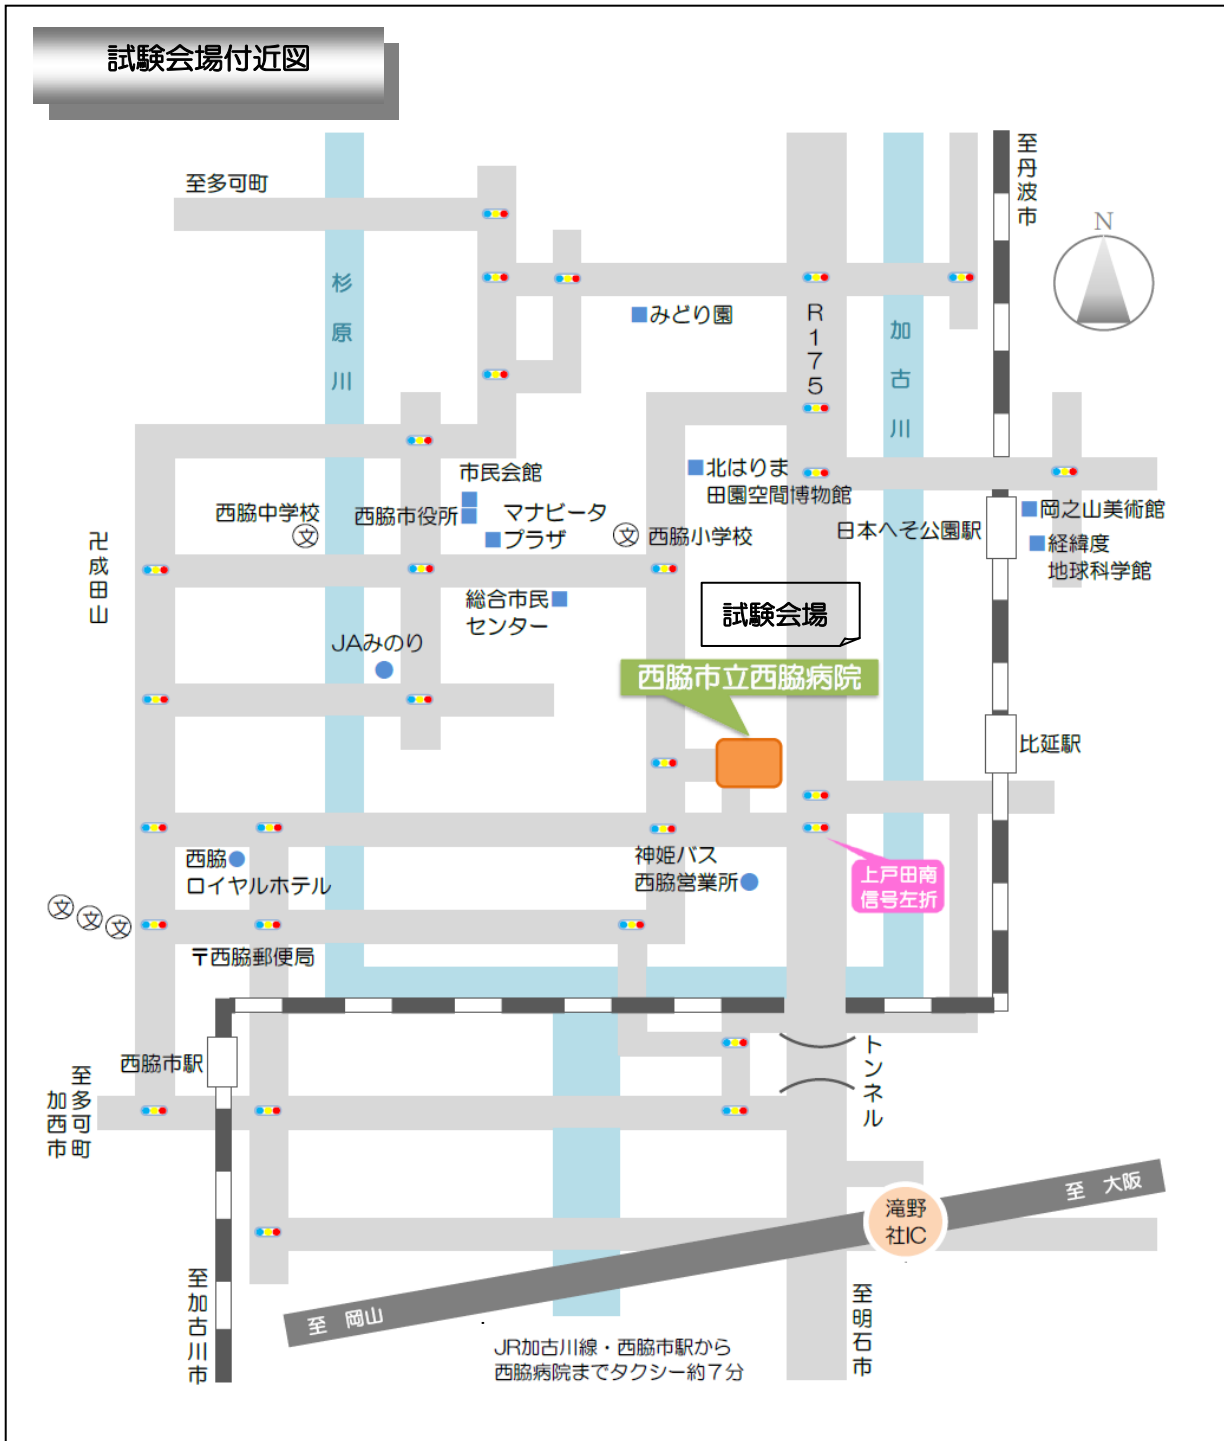 試験会場付近図
至多可町
至丹波市
N
杉原川
みどり園
R175
加古川
市民会館
北はりま
田園空間博物館
西脇中学校
文
西脇市役所
マナビータ
プラザ
文
西脇小学校
日本へそ公園駅
岡之山美術館
経緯度
地球科学館
卍成田山
総合市民
センター
試験会場
JAみのり
西脇市立西脇病院
比延駅
西脇
ロイヤルホテル
神姫バス
西脇営業所
上戸田南
信号左折
文
文
文
〒西脇郵便局
西脇市駅
トンネル
至多可町
加西市
滝野
社IC
至 大阪
至 岡山
至加古川市
至明石市
JR加古川線・西脇市駅から
西脇病院までタクシー約7分